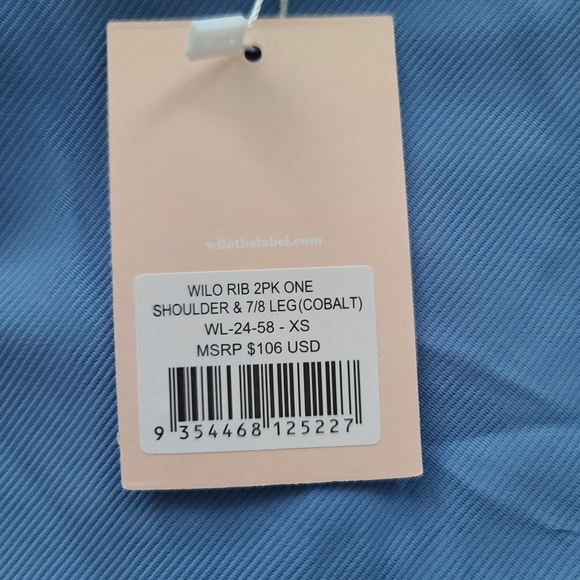 wilothelabel.com
WILO RIB 2PK ONE
SHOULDER & 7/8 LEG(COBALT)
WL-24-58 - XS
MSRP $106 USD
9 354468 125227